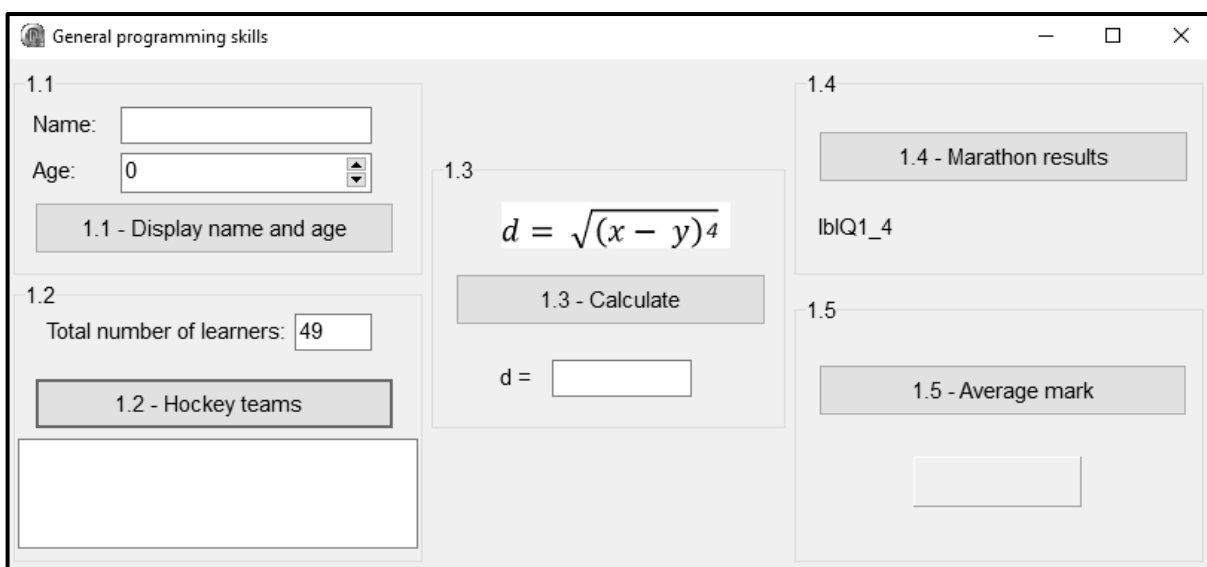 General programming skills
1.1
Name:
Age:
0
1.1 - Display name and age
1.2
Total number of learners: 49
1.2 - Hockey teams
1.3
d = √(x − y)⁴
1.3 - Calculate
d =
1.4
1.4 - Marathon results
lblQ1_4
1.5
1.5 - Average mark